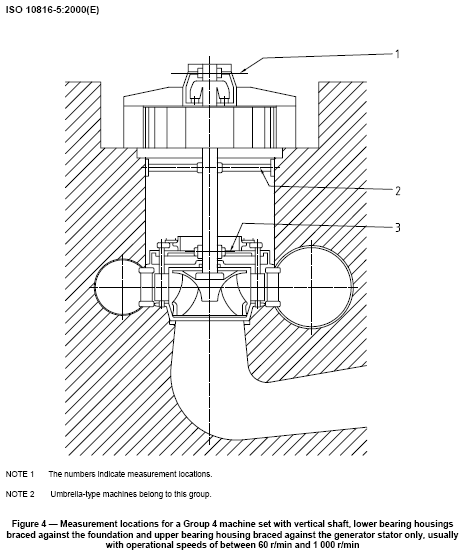 ISO 10816-5:2000(E)
1
2
3
NOTE 1 The numbers indicate measurement locations.
NOTE 2 Umbrella-type machines belong to this group.
Figure 4 — Measurement locations for a Group 4 machine set with vertical shaft, lower bearing housings
braced against the foundation and upper bearing housing braced against the generator stator only, usually
with operational speeds of between 60 r/min and 1 000 r/min